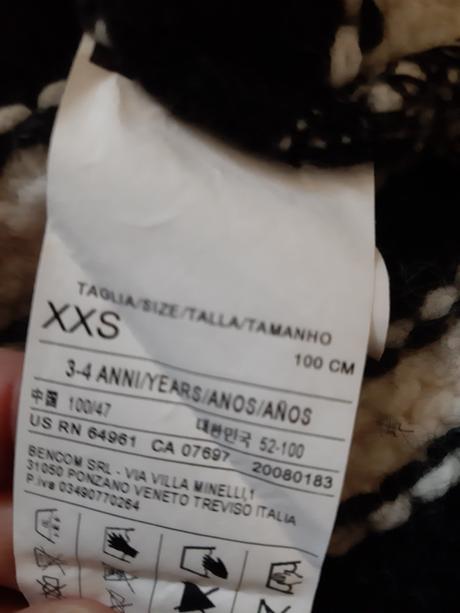 TAGLIA/SIZE/TALLA/TAMANHO
XXS
100 CM
3-4 ANNI/YEARS/ANOS/AÑOS
中国 100/47 대한민국 52-100
US RN 64961 CA 07697 20080183
BENCOM SRL - VIA VILLA MINELLI,1
31050 PONZANO VENETO TREVISO ITALIA
P.iva 03490770264